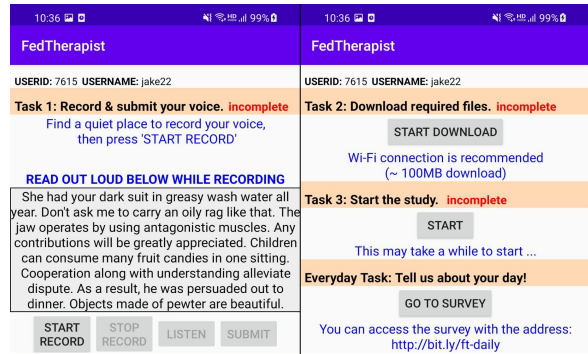 10:36
99%
FedTherapist
USERID: 7615 USERNAME: jake22
Task 1: Record & submit your voice. incomplete
Find a quiet place to record your voice,
then press 'START RECORD'
READ OUT LOUD BELOW WHILE RECORDING
She had your dark suit in greasy wash water all
year. Don't ask me to carry an oily rag like that. The
jaw operates by using antagonistic muscles. Any
contributions will be greatly appreciated. Children
can consume many fruit candies in one sitting.
Cooperation along with understanding alleviate
dispute. As a result, he was persuaded out to
dinner. Objects made of pewter are beautiful.
START
RECORD
STOP
RECORD
LISTEN
SUBMIT
10:36
99%
FedTherapist
USERID: 7615 USERNAME: jake22
Task 2: Download required files. incomplete
START DOWNLOAD
Wi-Fi connection is recommended
(~ 100MB download)
Task 3: Start the study. incomplete
START
This may take a while to start ...
Everyday Task: Tell us about your day!
GO TO SURVEY
You can access the survey with the address:
http://bit.ly/ft-daily